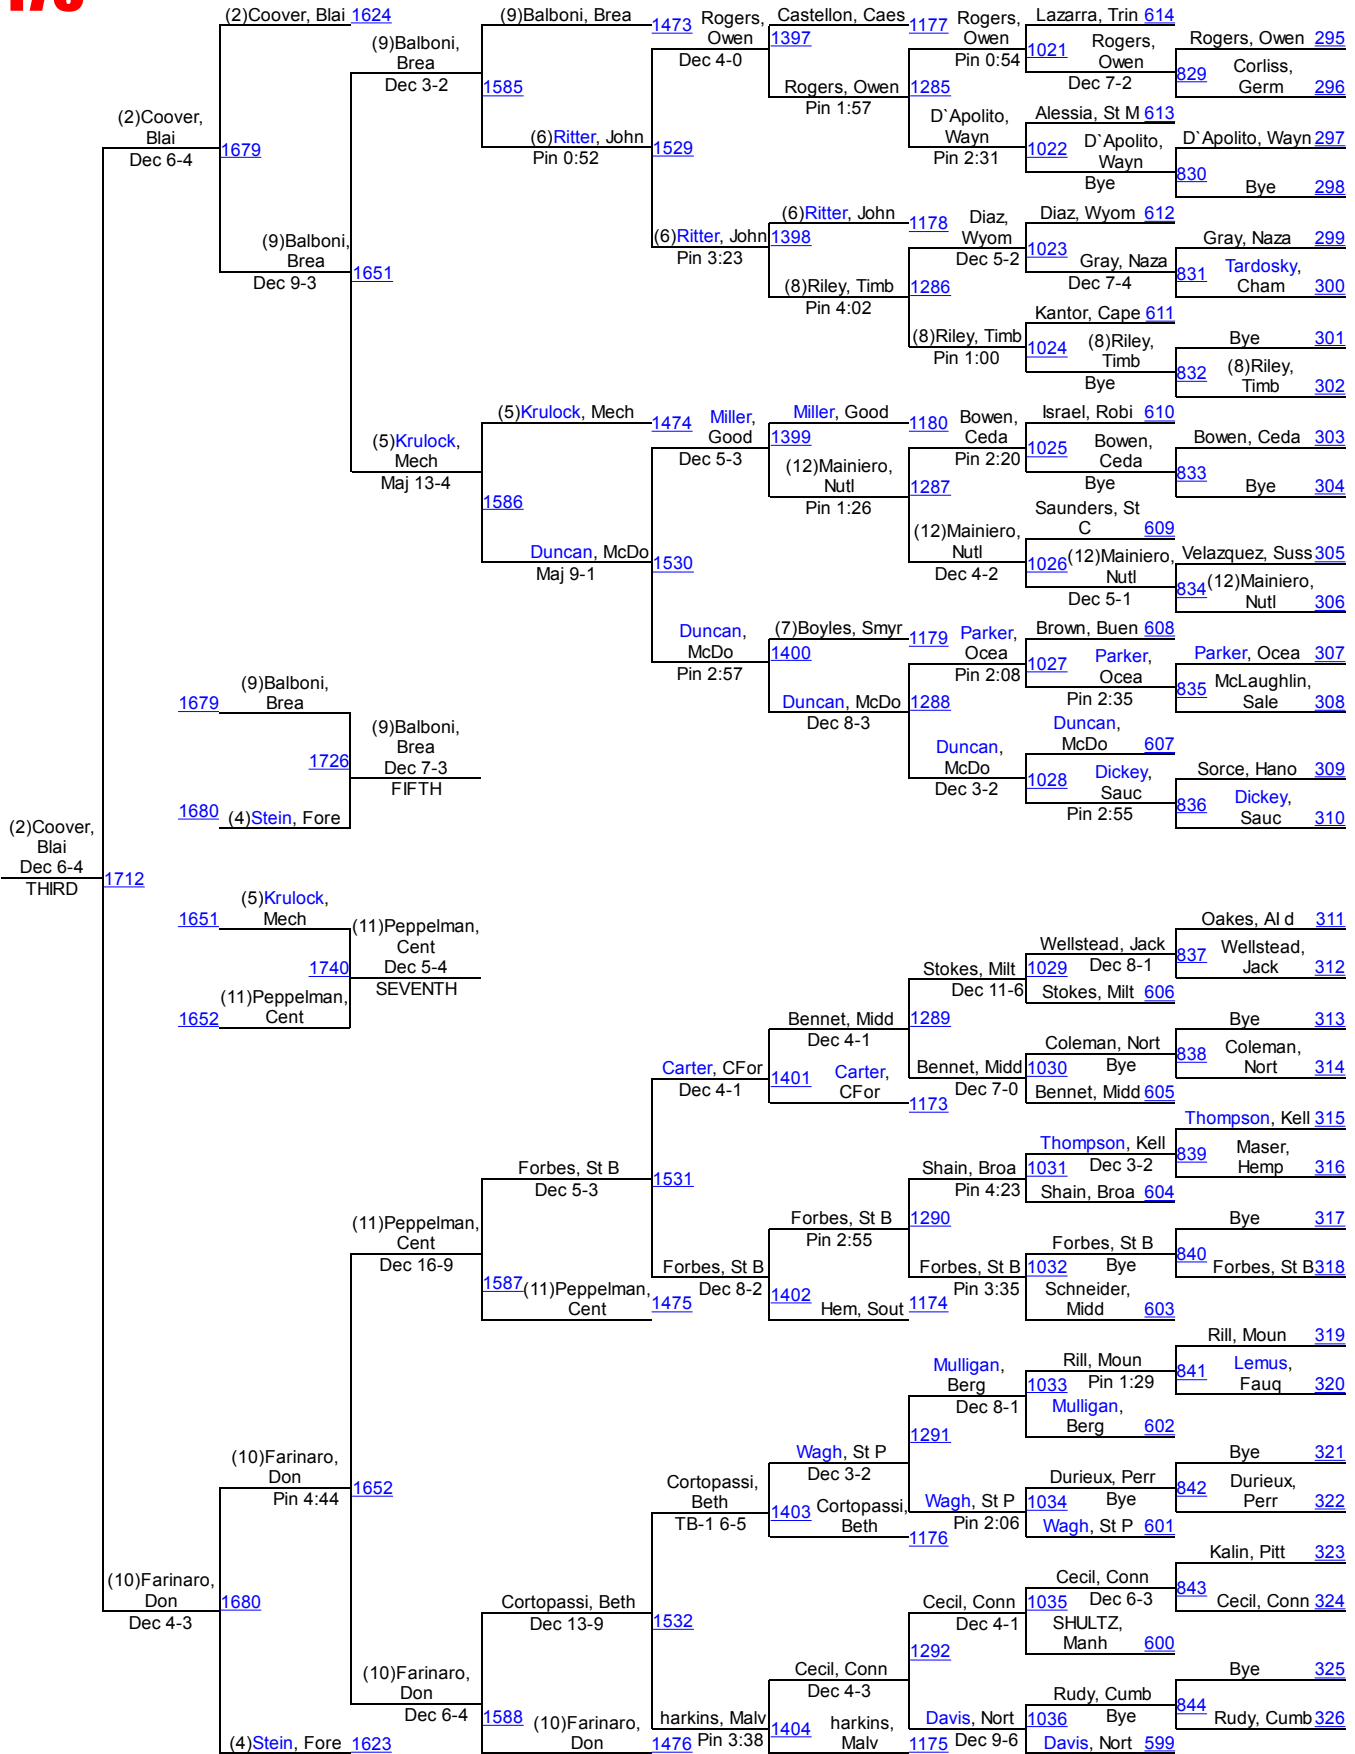 (2)Coover, Blai 1624
(9)Balboni, Brea
1473
Rogers, Owen
Dec 4-0
Castellon, Caes
1397
1177
Rogers, Owen
Pin 0:54
Lazarra, Trin 614
1021
Rogers, Owen
Dec 7-2
Rogers, Owen 295
829
Corliss, Germ 296
(9)Balboni, Brea
Dec 3-2
1585
Rogers, Owen
Pin 1:57
1285
D`Apolito, Wayn
Pin 2:31
Alessia, St M 613
1022
D`Apolito, Wayn
Bye
D`Apolito, Wayn 297
830
Bye 298
(2)Coover, Blai
Dec 6-4
1679
(6)Ritter, John
Pin 0:52
1529
(6)Ritter, John
1178
Diaz, Wyom
Dec 5-2
Diaz, Wyom 612
1023
Gray, Naza
Dec 7-4
Gray, Naza 299
831
Tardosky, Cham 300
(6)Ritter, John
Pin 3:23
1398
(8)Riley, Timb
Pin 4:02
1286
(8)Riley, Timb
Pin 1:00
Kantor, Cape 611
1024
(8)Riley, Timb
Bye
Bye 301
832
(8)Riley, Timb 302
(9)Balboni, Brea
Dec 9-3
1651
(5)Krulock, Mech
1474
Miller, Good
Dec 5-3
Miller, Good
1399
1180
Bowen, Ceda
Pin 2:20
Israel, Robi 610
1025
Bowen, Ceda
Bye
Bowen, Ceda 303
833
Bye 304
(5)Krulock, Mech
Maj 13-4
1586
(12)Mainiero, Nutl
Pin 1:26
1287
(12)Mainiero, Nutl
Dec 4-2
Saunders, St C 609
1026
(12)Mainiero, Nutl
Dec 5-1
Velazquez, Suss 305
834
(12)Mainiero, Nutl 306
Duncan, McDo
Maj 9-1
1530
Duncan, McDo
Pin 2:57
(7)Boyles, Smyr
1400
1179
Parker, Ocea
Pin 2:08
Brown, Buen 608
1027
Parker, Ocea
Pin 2:35
Parker, Ocea 307
835
McLaughlin, Sale 308
Duncan, McDo
Dec 8-3
1288
Duncan, McDo
Dec 3-2
Duncan, McDo 607
1028
Dickey, Sauc
Pin 2:55
Sorce, Hano 309
836
Dickey, Sauc 310
1679
(9)Balboni, Brea
1726
(9)Balboni, Brea
Dec 7-3
FIFTH
1680
(4)Stein, Fore
(2)Coover, Blai
Dec 6-4
THIRD
1712
1651
(5)Krulock, Mech
1740
(11)Peppelman, Cent
Dec 5-4
SEVENTH
1652
(11)Peppelman, Cent
Stokes, Milt
Dec 11-6
Wellstead, Jack
1029
Dec 8-1
Stokes, Milt 606
Oakes, Al d 311
837
Wellstead, Jack 312
Bennet, Midd
Dec 4-1
1289
Bennet, Midd
Dec 7-0
Coleman, Nort
1030
Bye
Bennet, Midd 605
Bye 313
838
Coleman, Nort 314
Carter, CFor
Dec 4-1
1401
Carter, CFor
1173
Forbes, St B
Dec 5-3
1531
Shain, Broa
Pin 4:23
Thompson, Kell
1031
Dec 3-2
Shain, Broa 604
Thompson, Kell 315
839
Maser, Hemp 316
(11)Peppelman, Cent
Dec 16-9
1587
(11)Peppelman, Cent
1475
Forbes, St B
Dec 8-2
Forbes, St B
Pin 2:55
1402
Hem, Sout
1290
1174
Forbes, St B
Pin 3:35
Forbes, St B
1032
Bye
Schneider, Midd 603
Bye 317
840
Forbes, St B 318
(10)Farinaro, Don
Pin 4:44
1652
Mulligan, Berg
Dec 8-1
Rill, Moun
1033
Pin 1:29
Mulligan, Berg 602
Rill, Moun 319
841
Lemus, Fauq 320
Cortopassi, Beth
TB-1 6-5
Wagh, St P
Dec 3-2
1403
Cortopassi, Beth
1291
1176
Wagh, St P
Pin 2:06
Durieux, Perr
1034
Bye
Wagh, St P 601
Bye 321
842
Durieux, Perr 322
(10)Farinaro, Don
Dec 4-3
1680
Cortopassi, Beth
Dec 13-9
1532
Cecil, Conn
Dec 4-1
Cecil, Conn
1035
Dec 6-3
SHULTZ, Manh 600
Kalin, Pitt 323
843
Cecil, Conn 324
(10)Farinaro, Don
Dec 6-4
1588
(10)Farinaro, Don
1476
harkins, Malv
Pin 3:38
Cecil, Conn
Dec 4-3
1404
harkins, Malv
1292
1175
Davis, Nort
Dec 9-6
Rudy, Cumb
1036
Bye
Davis, Nort 599
Bye 325
844
Rudy, Cumb 326
(4)Stein, Fore 1623